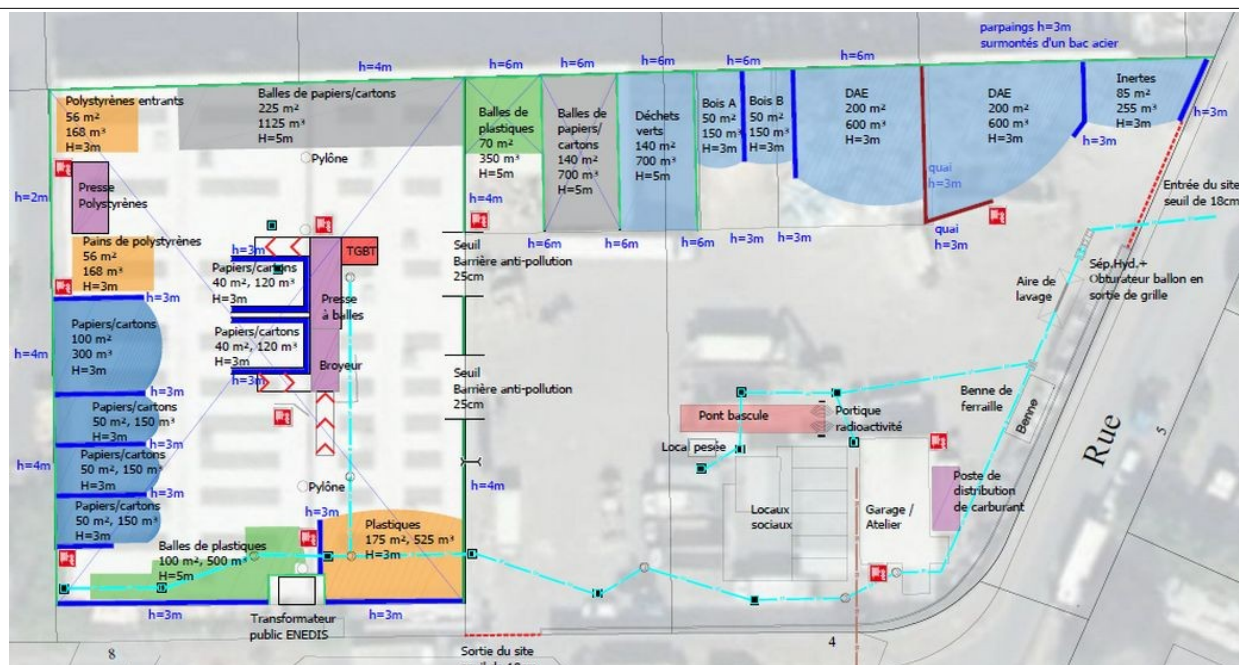 parpaings h=3m
surmontés d'un bac acier
h=4m
h=6m
h=6m
h=6m
h=6m
h=6m
Polystyrènes entrants
56 m²
168 m³
H=3m
Balles de papiers/cartons
225 m²
1125 m³
H=5m
Balles de
plastiques
70 m²
350 m³
H=5m
Balles de
papiers/
cartons
140 m²
700 m³
H=5m
Déchets
verts
140 m²
700 m³
H=5m
Bois A
50 m²
150 m³
H=3m
Bois B
50 m²
150 m³
H=3m
DAE
200 m²
600 m³
H=3m
DAE
200 m²
600 m³
H=3m
Inertes
85 m²
255 m³
H=3m
h=3m
h=3m
Pylône
h=2m
Presse
Polystyrènes
h=4m
quai
h=3m
quai
h=3m
Entrée du site
seuil de 18cm
Pains de polystyrènes
56 m²
168 m³
H=3m
h=3m
TGBT
Seuil
Barrière anti-pollution
25cm
h=6m
h=6m
h=6m
h=3m
h=3m
Sép.Hyd.+
Obturateur ballon en
sortie de grille
Aire de
lavage
Papiers/cartons
40 m², 120 m³
H=3m
Presse
à balles
h=3m
Papiers/cartons
100 m²
300 m³
H=3m
h=4m
Papiers/cartons
40 m², 120 m³
H=3m
h=3m
Broyeur
Seuil
Barrière anti-pollution
25cm
h=3m
Papiers/cartons
50 m², 150 m³
H=3m
h=3m
h=4m
Papiers/cartons
50 m², 150 m³
H=3m
h=3m
Papiers/cartons
50 m², 150 m³
H=3m
Pylône
h=4m
Pont bascule
Portique
radioactivité
Benne de
ferraille
Benne
Rue
5
Local pesée
Locaux
sociaux
Garage /
Atelier
Poste de
distribution
de carburant
h=3m
Plastiques
175 m², 525 m³
H=3m
Balles de plastiques
100 m², 500 m³
H=5m
h=3m
h=3m
Transformateur
public ENEDIS
8
4
Sortie du site